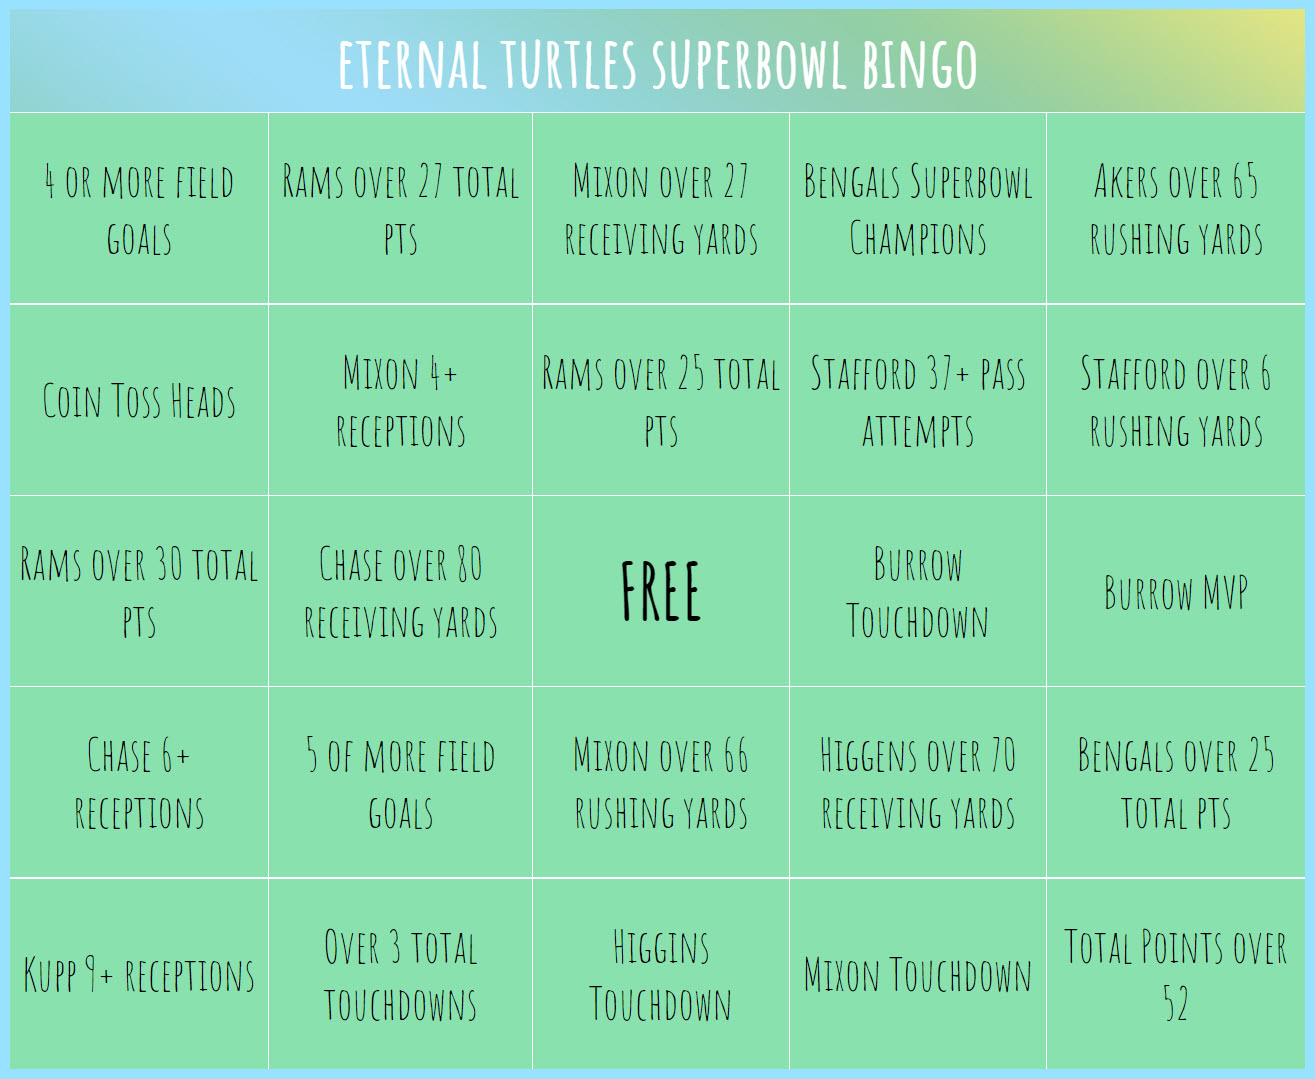 ETERNAL TURTLES SUPERBOWL BINGO
4 OR MORE FIELD
GOALS
RAMS OVER 27 TOTAL
PTS
MIXON OVER 27
RECEIVING YARDS
BENGALS SUPERBOWL
CHAMPIONS
AKERS OVER 65
RUSHING YARDS
COIN TOSS HEADS
MIXON 4+
RECEPTIONS
RAMS OVER 25 TOTAL
PTS
STAFFORD 37+ PASS
ATTEMPTS
STAFFORD OVER 6
RUSHING YARDS
RAMS OVER 30 TOTAL
PTS
CHASE OVER 80
RECEIVING YARDS
FREE
BURROW
TOUCHDOWN
BURROW MVP
CHASE 6+
RECEPTIONS
5 OF MORE FIELD
GOALS
MIXON OVER 66
RUSHING YARDS
HIGGENS OVER 70
RECEIVING YARDS
BENGALS OVER 25
TOTAL PTS
KUPP 9+ RECEPTIONS
OVER 3 TOTAL
TOUCHDOWNS
HIGGINS
TOUCHDOWN
MIXON TOUCHDOWN
TOTAL POINTS OVER
52